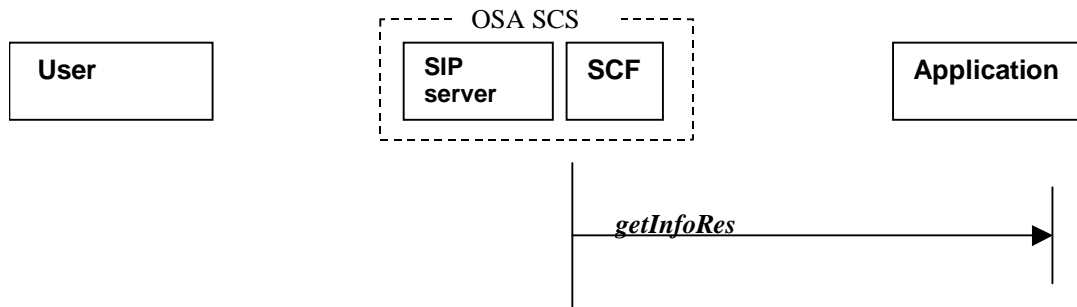 OSA SCS
User
SIP
server
SCF
Application
getInfoRes